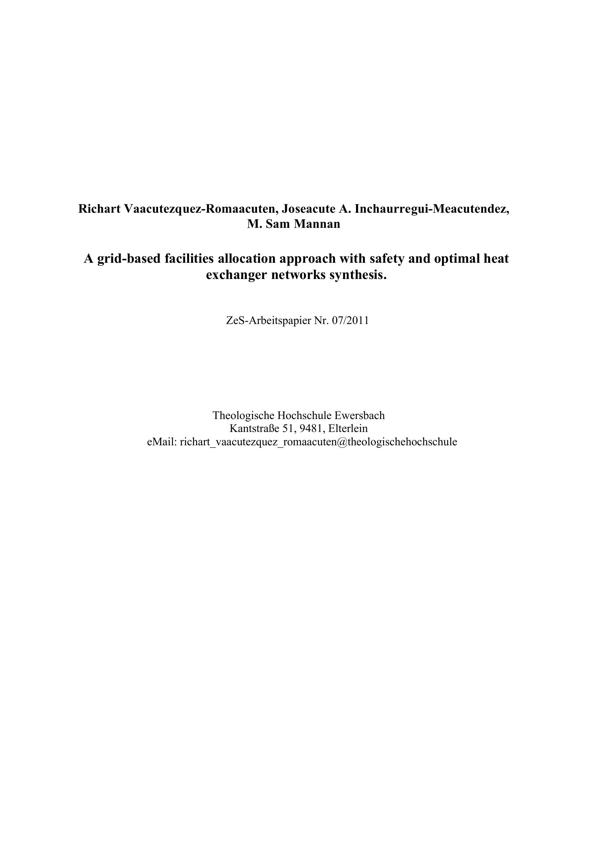 Richart Vaacutezquez-Romaacuten, Joseacute A. Inchaurregui-Meacutendez,
M. Sam Mannan
A grid-based facilities allocation approach with safety and optimal heat
exchanger networks synthesis.
ZeS-Arbeitspapier Nr. 07/2011
Theologische Hochschule Ewersbach
Kantstraße 51, 9481, Elterlein
eMail: richart_vaacutezquez_romaacuten@theologischehochschule